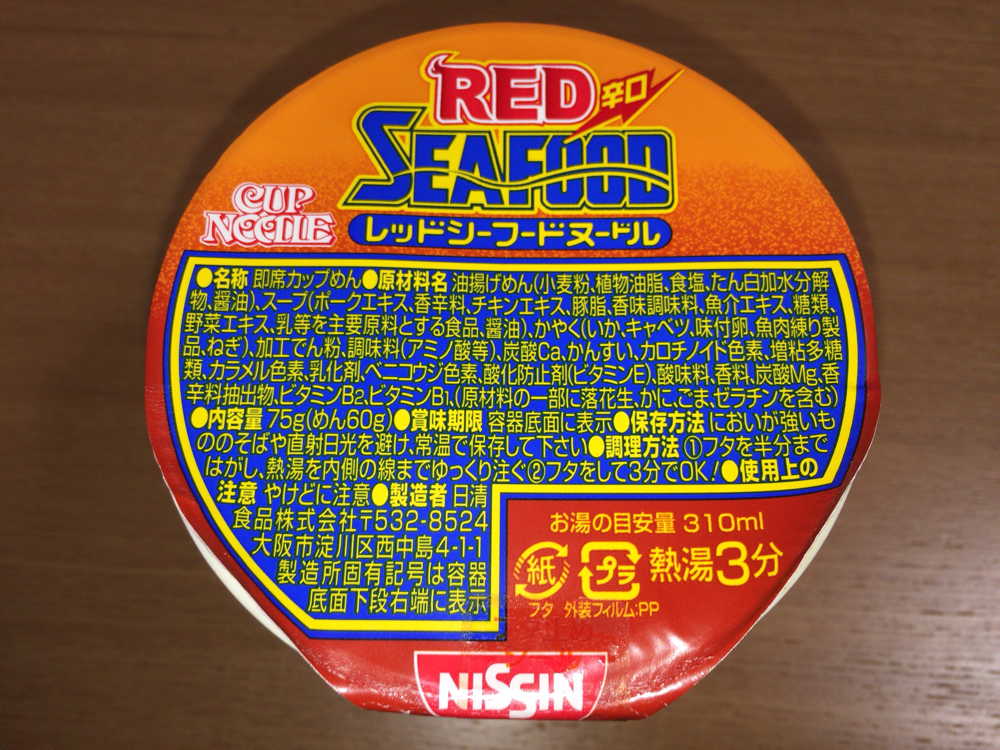 RED 辛口
SEAFOOD
CUP
NOODLE
レッドシーフードヌードル
●名称 即席カップめん●原材料名 油揚げめん(小麦粉、植物油脂、食塩、たん白加水分解
物、醤油)、スープ(ポークエキス、香辛料、チキンエキス、豚脂、香味調味料、魚介エキス、糖類、
野菜エキス、乳等を主要原料とする食品、醤油)、かやく(いか、キャベツ、味付卵、魚肉練り製
品、ねぎ)、加工でん粉、調味料(アミノ酸等)、炭酸Ca、かんすい、カロチノイド色素、増粘多糖
類、カラメル色素、乳化剤、ベニコウジ色素、酸化防止剤(ビタミンE)、酸味料、香料、炭酸Mg、香
辛料抽出物、ビタミンB2、ビタミンB1、(原材料の一部に落花生、かに、ごま、ゼラチンを含む)
●内容量 75g(めん60g)●賞味期限 容器底面に表示●保存方法 においが強いも
ののそばや直射日光を避け、常温で保存して下さい●調理方法 ①フタを半分まで
はがし、熱湯を内側の線までゆっくり注ぐ②フタをして3分でOK!●使用上の
注意 やけどに注意●製造者 日清
食品株式会社〒532-8524
大阪市淀川区西中島4-1-1
製造所固有記号は容器
底面下段右端に表示
お湯の目安量 310ml
紙 プラ 熱湯3分
フタ 外装フィルム:PP
止め
シール
NISSIN